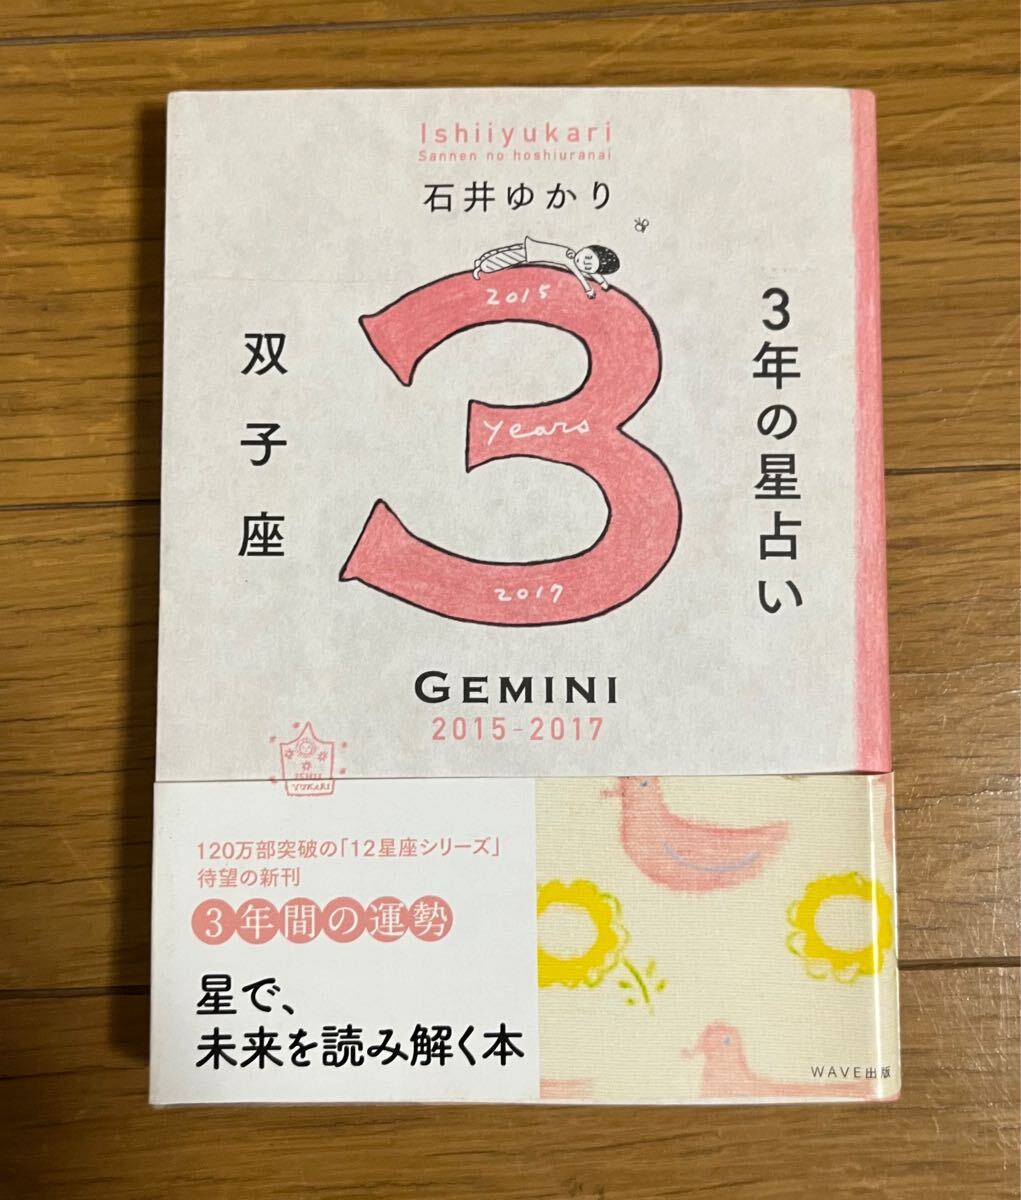 Ishiiyukari
Sannen no hoshiuranai
石井ゆかり
3年の星占い
双子座
2015
Years
2017
GEMINI
2015-2017
ISHII
YUKARI
120万部突破の「12星座シリーズ」
待望の新刊
3年間の運勢
星で、
未来を読み解く本
WAVE出版